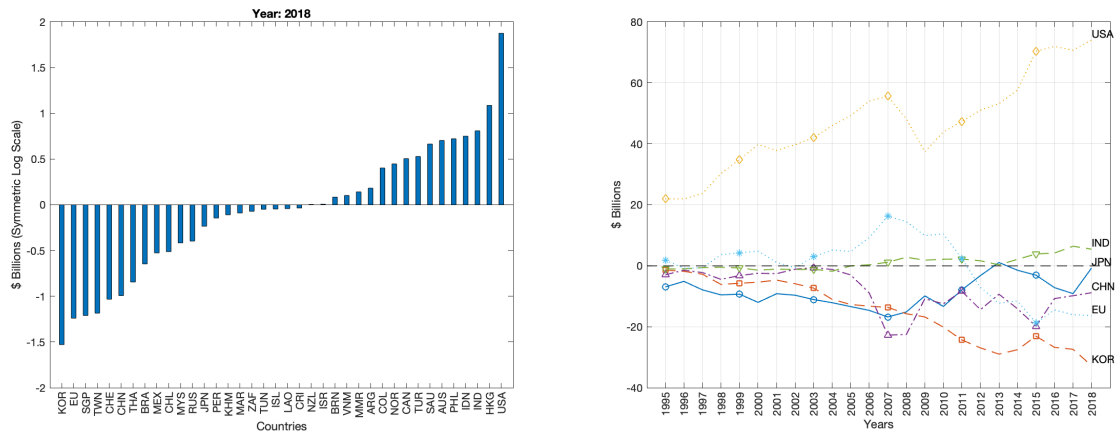 Year: 2018
$ Billions (Symmetric Log Scale)
2
1.5
1
0.5
0
-0.5
-1
-1.5
-2
KOR
EU
SGP
TWN
CHE
CHN
THA
BRA
MEX
CHL
MYS
RUS
JPN
PER
KHM
MAR
ZAF
TUN
ISL
LAO
CRI
NZL
ISR
BRN
VNM
MMR
ARG
COL
NOR
CAN
TUR
SAU
AUS
PHL
IDN
IND
HKG
USA
Countries
$ Billions
80
60
40
20
0
-20
-40
USA
IND
JPN
CHN
EU
KOR
1995
1996
1997
1998
1999
2000
2001
2002
2003
2004
2005
2006
2007
2008
2009
2010
2011
2012
2013
2014
2015
2016
2017
2018
Years